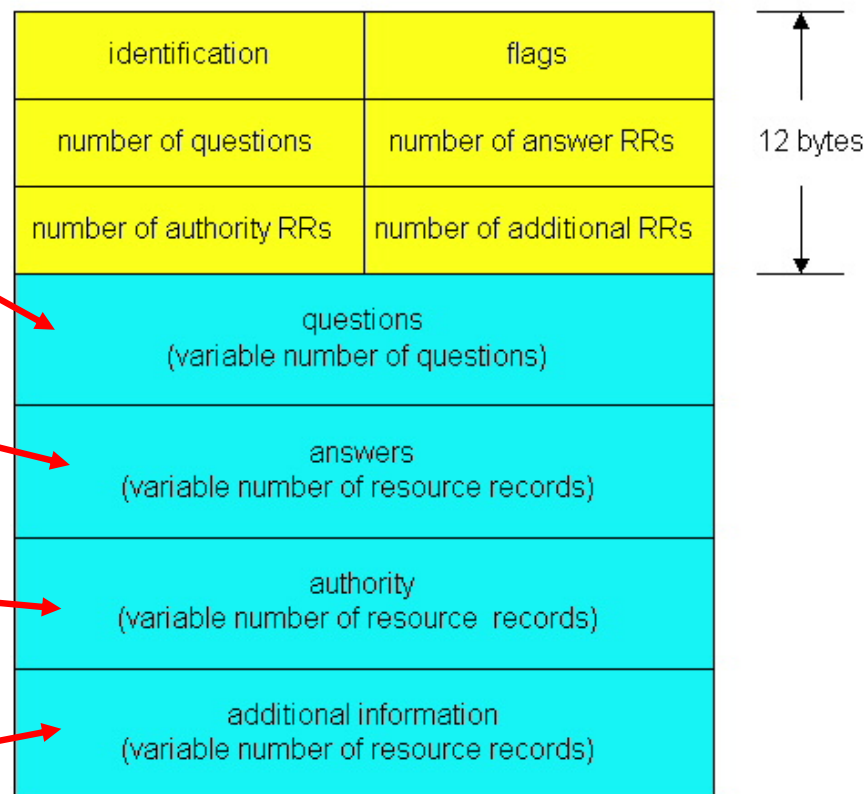 identification
flags
12 bytes
number of questions
number of answer RRs
number of authority RRs
number of additional RRs
questions
(variable number of questions)
answers
(variable number of resource records)
authority
(variable number of resource records)
additional information
(variable number of resource records)